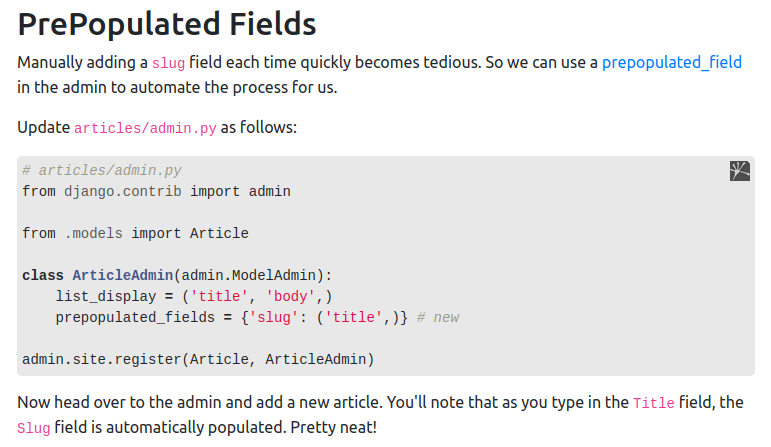 PrePopulated Fields
Manually adding a slug field each time quickly becomes tedious. So we can use a prepopulated_field
in the admin to automate the process for us.
Update articles/admin.py as follows:
# articles/admin.py
from django.contrib import admin
from .models import Article
class ArticleAdmin(admin.ModelAdmin):
    list_display = ('title', 'body',)
    prepopulated_fields = {'slug': ('title',)} # new
admin.site.register(Article, ArticleAdmin)
Now head over to the admin and add a new article. You'll note that as you type in the Title field, the
Slug field is automatically populated. Pretty neat!